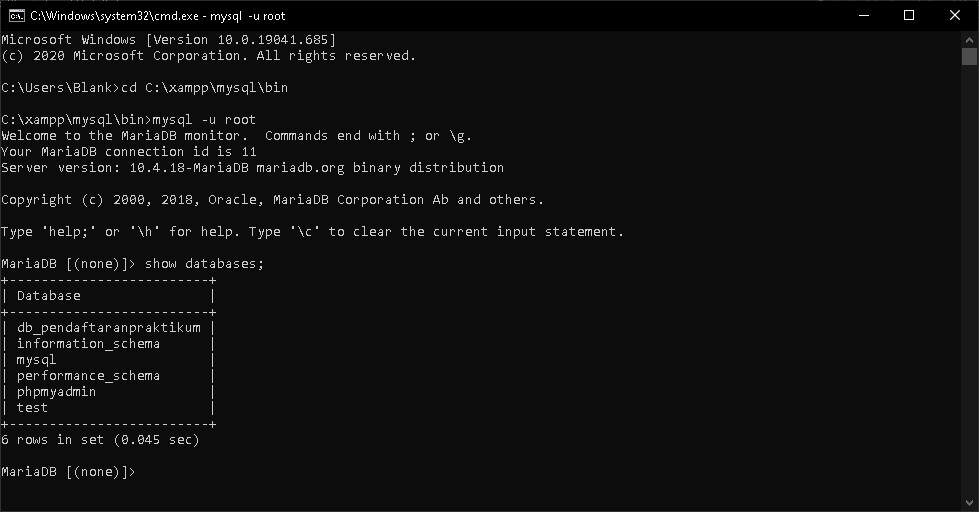 C:\Windows\system32\cmd.exe - mysql -u root
Microsoft Windows [Version 10.0.19041.685]
(c) 2020 Microsoft Corporation. All rights reserved.
C:\Users\Blank>cd C:\xampp\mysql\bin
C:\xampp\mysql\bin>mysql -u root
Welcome to the MariaDB monitor.  Commands end with ; or \g.
Your MariaDB connection id is 11
Server version: 10.4.18-MariaDB mariadb.org binary distribution
Copyright (c) 2000, 2018, Oracle, MariaDB Corporation Ab and others.
Type 'help;' or '\h' for help. Type '\c' to clear the current input statement.
MariaDB [(none)]> show databases;
+--------------------------+
| Database                 |
+--------------------------+
| db_pendaftaranpraktikum  |
| information_schema       |
| mysql                    |
| performance_schema       |
| phpmyadmin               |
| test                     |
+--------------------------+
6 rows in set (0.045 sec)
MariaDB [(none)]>